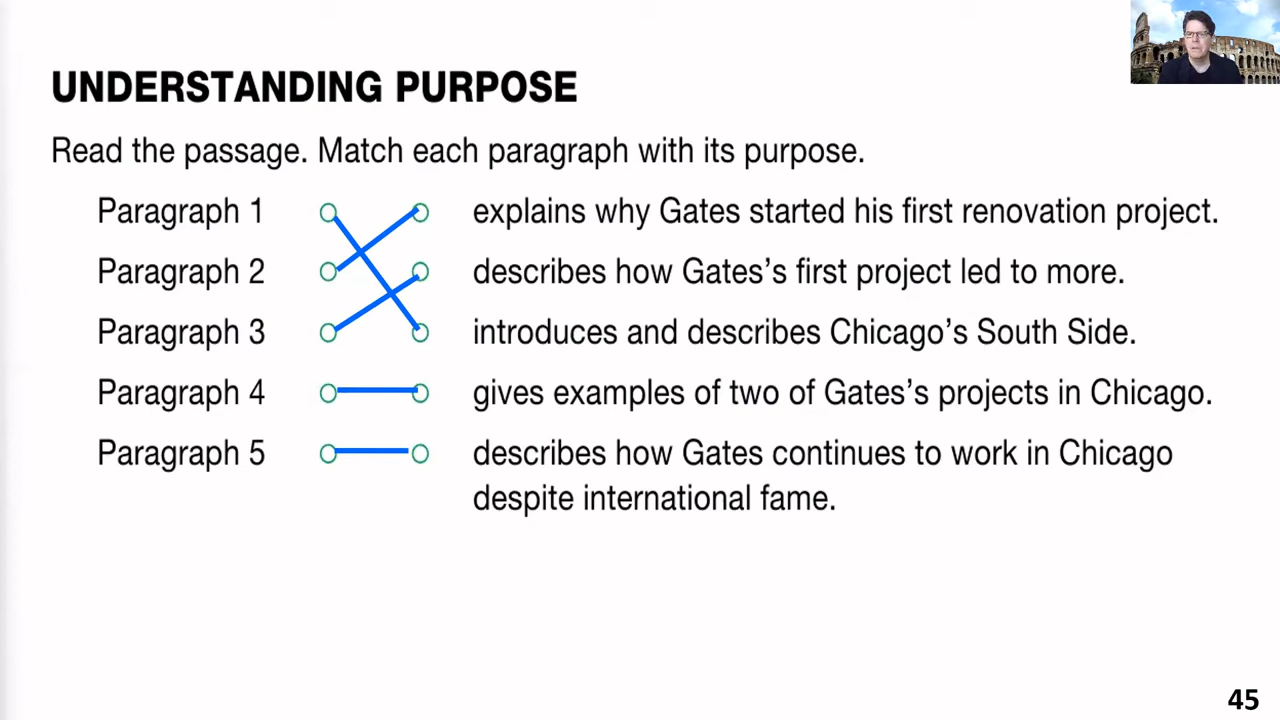 UNDERSTANDING PURPOSE
Read the passage. Match each paragraph with its purpose.
Paragraph 1 explains why Gates started his first renovation project.
Paragraph 2 describes how Gates’s first project led to more.
Paragraph 3 introduces and describes Chicago’s South Side.
Paragraph 4 gives examples of two of Gates’s projects in Chicago.
Paragraph 5 describes how Gates continues to work in Chicago
despite international fame.
45